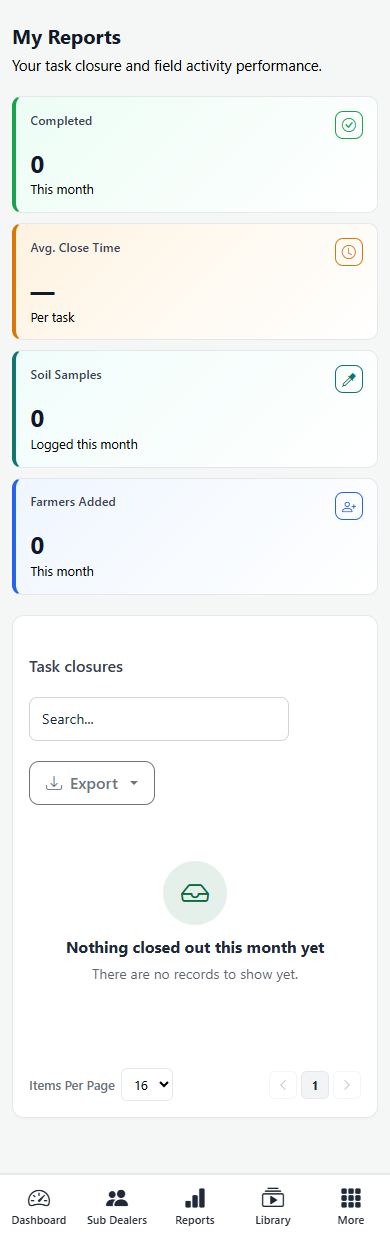 My Reports
Your task closure and field activity performance.
Completed
0
This month
Avg. Close Time
—
Per task
Soil Samples
0
Logged this month
Farmers Added
0
This month
Task closures
Search...
Export
Nothing closed out this month yet
There are no records to show yet.
Items Per Page 16 1
Dashboard Sub Dealers Reports Library More